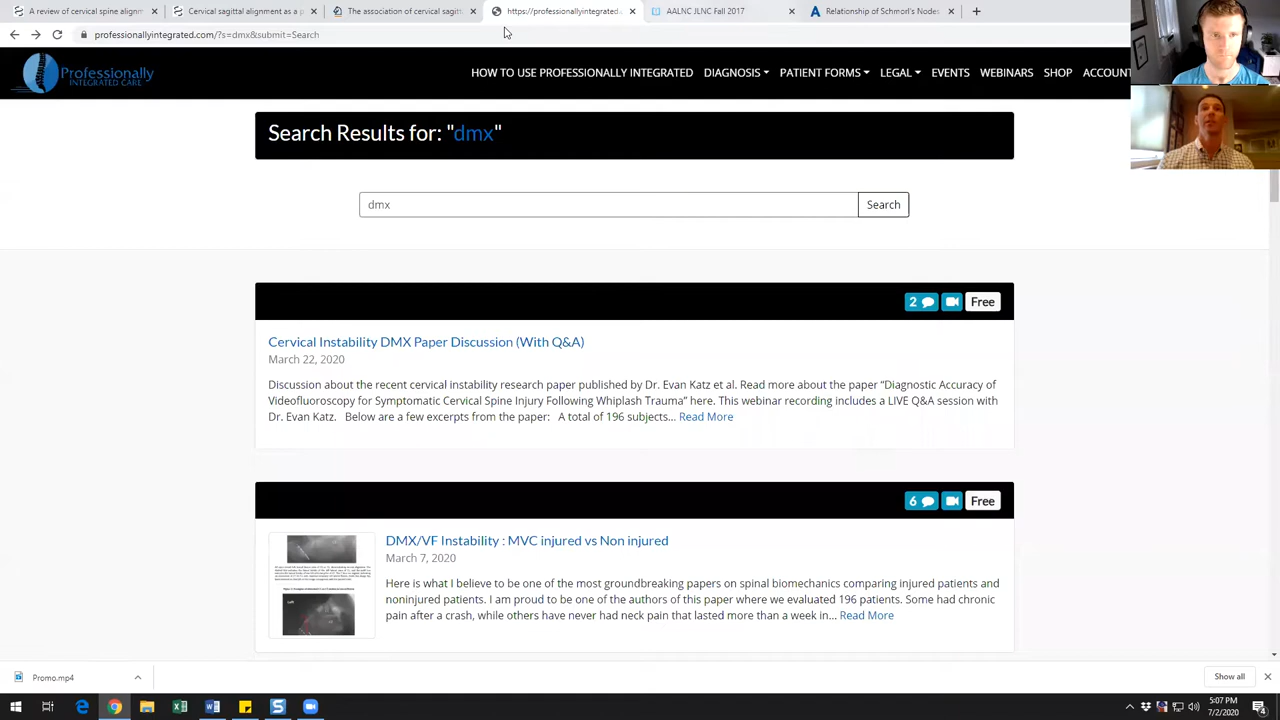 A review of cervical spine alignm
Cervical sagittal alignment as a p
The association of cervical sagitt
https://professionallyintegrated.
AALNC JLNC Fall 2017
Relationship of Schmorl's Nodes
professionallyintegrated.com/?s=dmx&submit=Search
Professionally
INTEGRATED CARE
HOW TO USE PROFESSIONALLY INTEGRATED
DIAGNOSIS
PATIENT FORMS
LEGAL
EVENTS
WEBINARS
SHOP
ACCOUNT
Search Results for: "dmx"
dmx
Search
2
Free
Cervical Instability DMX Paper Discussion (With Q&A)
March 22, 2020
Discussion about the recent cervical instability research paper published by Dr. Evan Katz et al. Read more about the paper “Diagnostic Accuracy of
Videofluoroscopy for Symptomatic Cervical Spine Injury Following Whiplash Trauma” here. This webinar recording includes a LIVE Q&A session with
Dr. Evan Katz. Below are a few excerpts from the paper: A total of 196 subjects... Read More
6
Free
DMX/VF Instability : MVC injured vs Non injured
March 7, 2020
Here is what I believe to be one of the most groundbreaking papers on spinal biomechanics comparing injured patients and
noninjured patients. I am proud to be one of the authors of this paper where we evaluated 196 patients. Some had chronic
pain after a crash, while others have never had neck pain that lasted more than a week in... Read More
Left
Promo.mp4
Show all
5:07 PM
7/2/2020
4